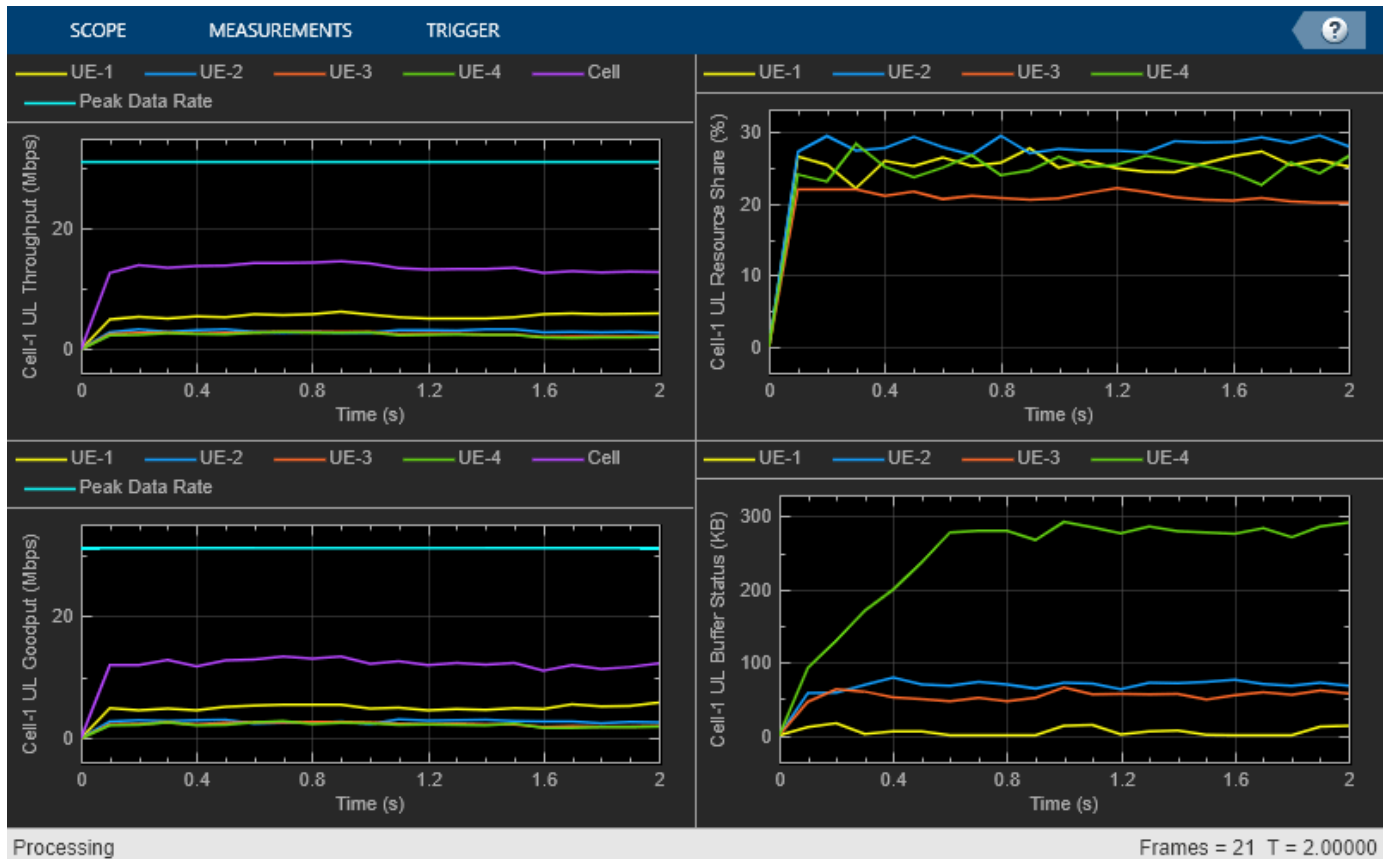 SCOPE MEASUREMENTS TRIGGER ?
UE-1 UE-2 UE-3 UE-4 Cell
Peak Data Rate
Cell-1 UL Throughput (Mbps)
20
0
0 0.4 0.8 1.2 1.6 2
Time (s)
UE-1 UE-2 UE-3 UE-4
Cell-1 UL Resource Share (%)
30
20
10
0
0 0.4 0.8 1.2 1.6 2
Time (s)
UE-1 UE-2 UE-3 UE-4 Cell
Peak Data Rate
Cell-1 UL Goodput (Mbps)
20
0
0 0.4 0.8 1.2 1.6 2
Time (s)
UE-1 UE-2 UE-3 UE-4
Cell-1 UL Buffer Status (KB)
300
200
100
0
0 0.4 0.8 1.2 1.6 2
Time (s)
Processing Frames = 21 T = 2.00000